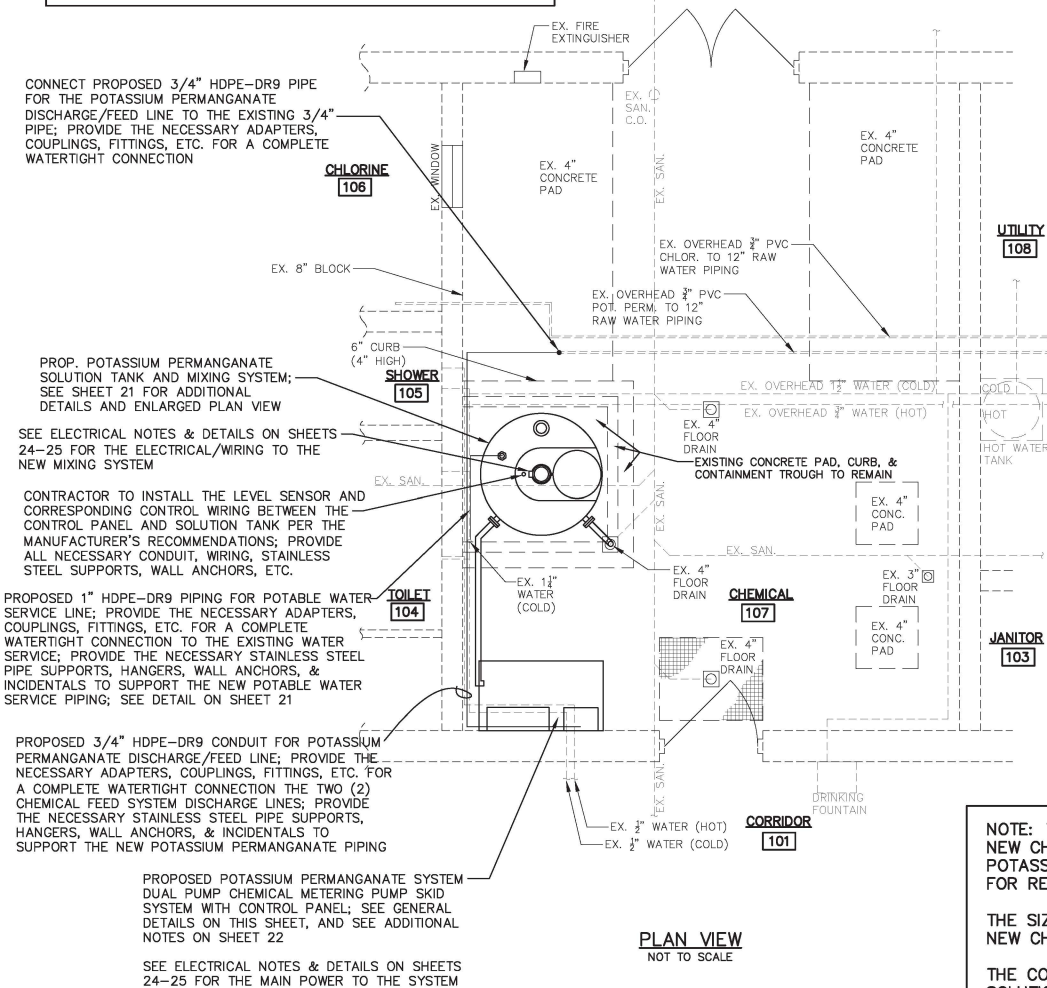 EX. FIRE
EXTINGUISHER
CONNECT PROPOSED 3/4" HDPE-DR9 PIPE
FOR THE POTASSIUM PERMANGANATE
DISCHARGE/FEED LINE TO THE EXISTING 3/4"
PIPE; PROVIDE THE NECESSARY ADAPTERS,
COUPLINGS, FITTINGS, ETC. FOR A COMPLETE
WATERTIGHT CONNECTION
EX.
SAN.
C.O.
CHLORINE
106
EX. WINDOW
EX. 4"
CONCRETE
PAD
EX. SAN.
EX. 4"
CONCRETE
PAD
UTILITY
108
EX. OVERHEAD 3/4" PVC
CHLOR. TO 12" RAW
WATER PIPING
EX. 8" BLOCK
EX. OVERHEAD 3/4" PVC
POT. PERM. TO 12"
RAW WATER PIPING
6" CURB
(4" HIGH)
SHOWER
105
PROP. POTASSIUM PERMANGANATE
SOLUTION TANK AND MIXING SYSTEM;
SEE SHEET 21 FOR ADDITIONAL
DETAILS AND ENLARGED PLAN VIEW
EX. OVERHEAD 1 1/2" WATER (COLD)
EX. OVERHEAD 3/4" WATER (HOT)
COLD
HOT
HOT WATER
TANK
EX. 4"
FLOOR
DRAIN
SEE ELECTRICAL NOTES & DETAILS ON SHEETS
24-25 FOR THE ELECTRICAL/WIRING TO THE
NEW MIXING SYSTEM
EXISTING CONCRETE PAD, CURB, &
CONTAINMENT TROUGH TO REMAIN
EX. SAN.
CONTRACTOR TO INSTALL THE LEVEL SENSOR AND
CORRESPONDING CONTROL WIRING BETWEEN THE
CONTROL PANEL AND SOLUTION TANK PER THE
MANUFACTURER'S RECOMMENDATIONS; PROVIDE
ALL NECESSARY CONDUIT, WIRING, STAINLESS
STEEL SUPPORTS, WALL ANCHORS, ETC.
EX. SAN.
EX. 4"
CONC.
PAD
EX. SAN.
EX. 1 1/4"
WATER
(COLD)
EX. 4"
FLOOR
DRAIN
EX. 3"
FLOOR
DRAIN
PROPOSED 1" HDPE-DR9 PIPING FOR POTABLE WATER
SERVICE LINE; PROVIDE THE NECESSARY ADAPTERS,
COUPLINGS, FITTINGS, ETC. FOR A COMPLETE
WATERTIGHT CONNECTION TO THE EXISTING WATER
SERVICE; PROVIDE THE NECESSARY STAINLESS STEEL
PIPE SUPPORTS, HANGERS, WALL ANCHORS, &
INCIDENTALS TO SUPPORT THE NEW POTABLE WATER
SERVICE PIPING; SEE DETAIL ON SHEET 21
TOILET
104
CHEMICAL
107
EX. 4"
CONC.
PAD
JANITOR
103
EX. 4"
FLOOR
DRAIN
PROPOSED 3/4" HDPE-DR9 CONDUIT FOR POTASSIUM
PERMANGANATE DISCHARGE/FEED LINE; PROVIDE THE
NECESSARY ADAPTERS, COUPLINGS, FITTINGS, ETC. FOR
A COMPLETE WATERTIGHT CONNECTION THE TWO (2)
CHEMICAL FEED SYSTEM DISCHARGE LINES; PROVIDE
THE NECESSARY STAINLESS STEEL PIPE SUPPORTS,
HANGERS, WALL ANCHORS, & INCIDENTALS TO
SUPPORT THE NEW POTASSIUM PERMANGANATE PIPING
EX. SAN.
DRINKING
FOUNTAIN
EX. 1/2" WATER (HOT)
EX. 1/2" WATER (COLD)
CORRIDOR
101
PROPOSED POTASSIUM PERMANGANATE SYSTEM
DUAL PUMP CHEMICAL METERING PUMP SKID
SYSTEM WITH CONTROL PANEL; SEE GENERAL
DETAILS ON THIS SHEET, AND SEE ADDITIONAL
NOTES ON SHEET 22
SEE ELECTRICAL NOTES & DETAILS ON SHEETS
24-25 FOR THE MAIN POWER TO THE SYSTEM
PLAN VIEW
NOT TO SCALE
NOTE:
NEW CH
POTASS
FOR RE
THE SIZ
NEW CH
THE CO